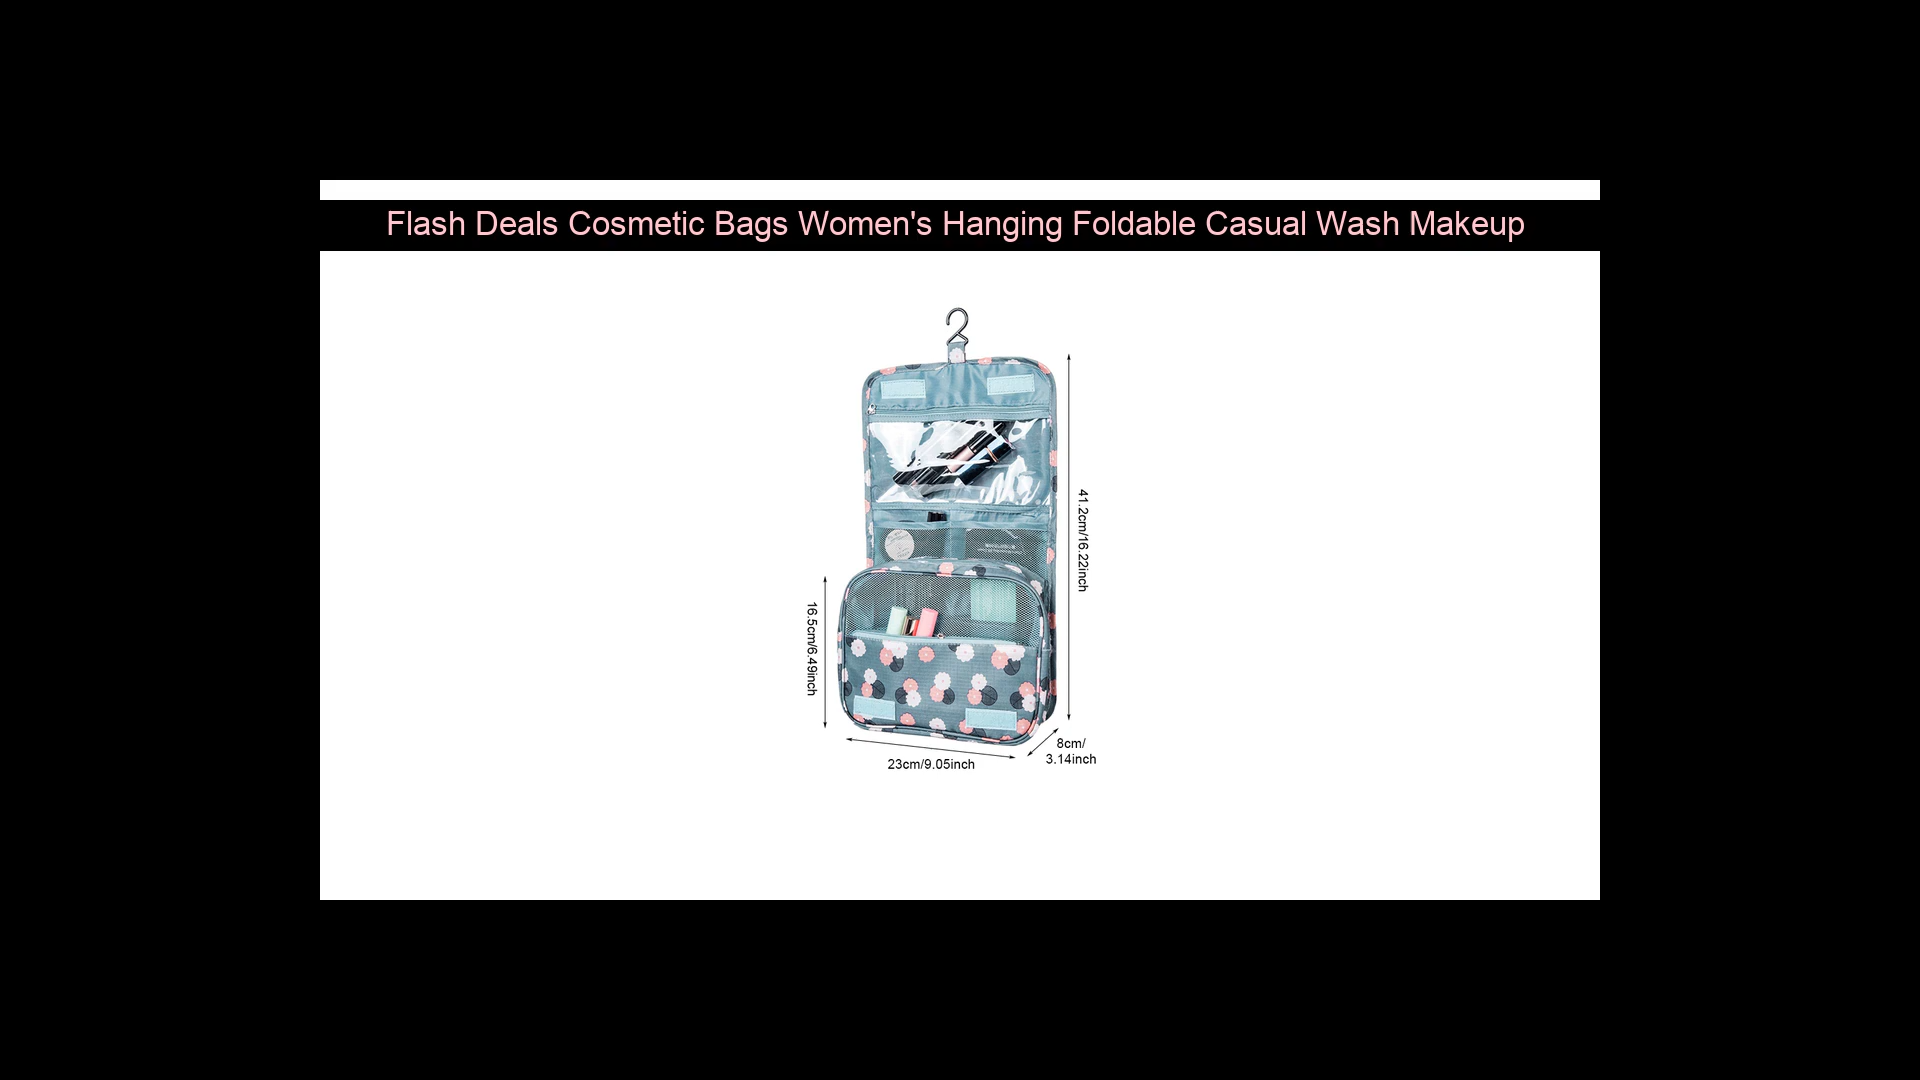 Flash Deals Cosmetic Bags Women's Hanging Foldable Casual Wash Makeup
41.2cm/16.22inch
16.5cm/6.49inch
8cm/
3.14inch
23cm/9.05inch